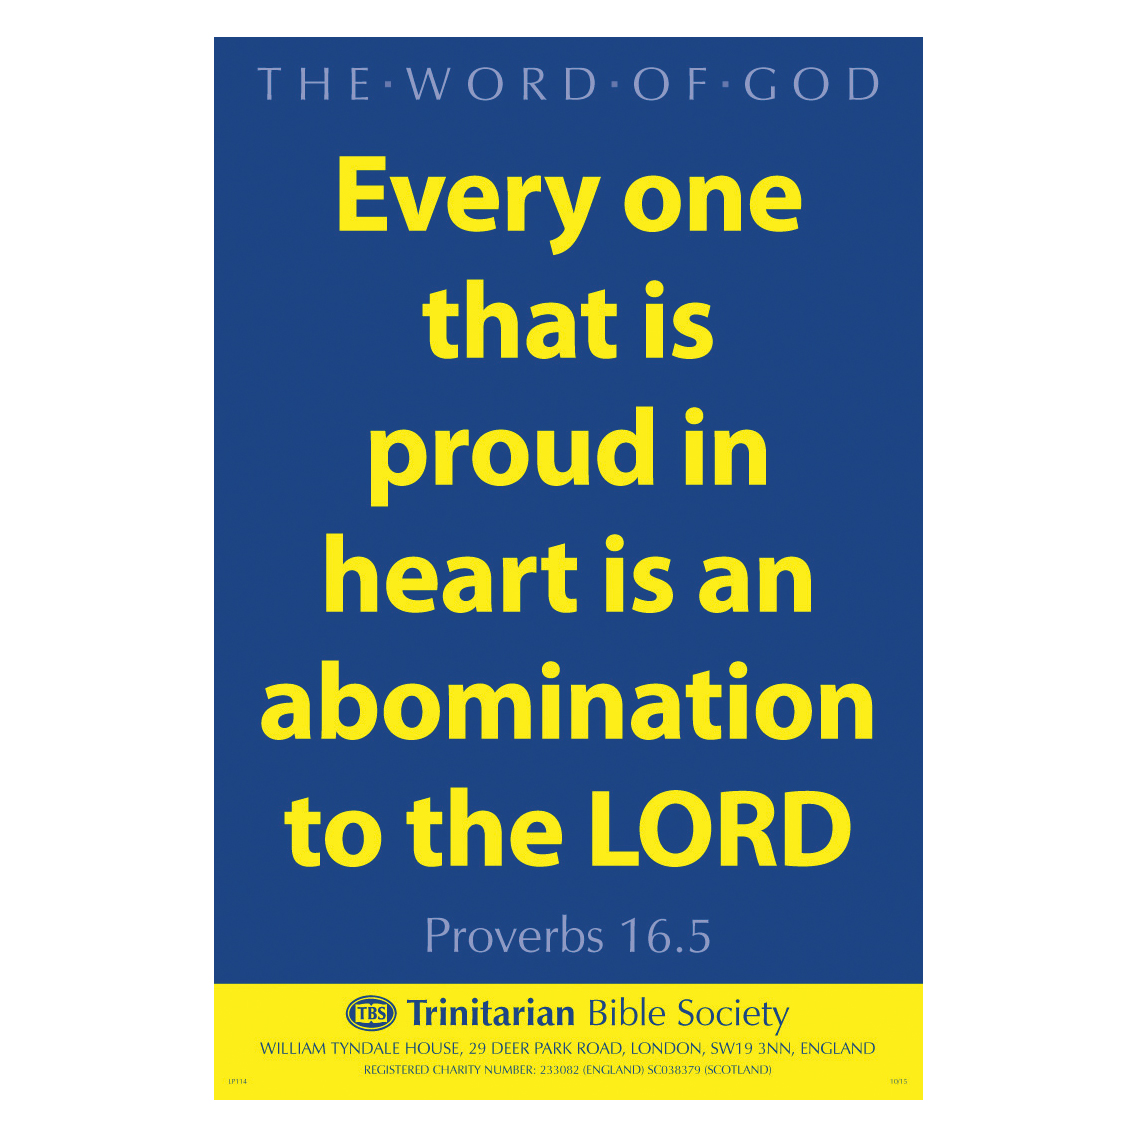 THE·WORD·OF·GOD
Every one
that is
proud in
heart is an
abomination
to the LORD
Proverbs 16.5
TBS Trinitarian Bible Society
WILLIAM TYNDALE HOUSE, 29 DEER PARK ROAD, LONDON, SW19 3NN, ENGLAND
REGISTERED CHARITY NUMBER: 233082 (ENGLAND) SC038379 (SCOTLAND)
LP114 10/15